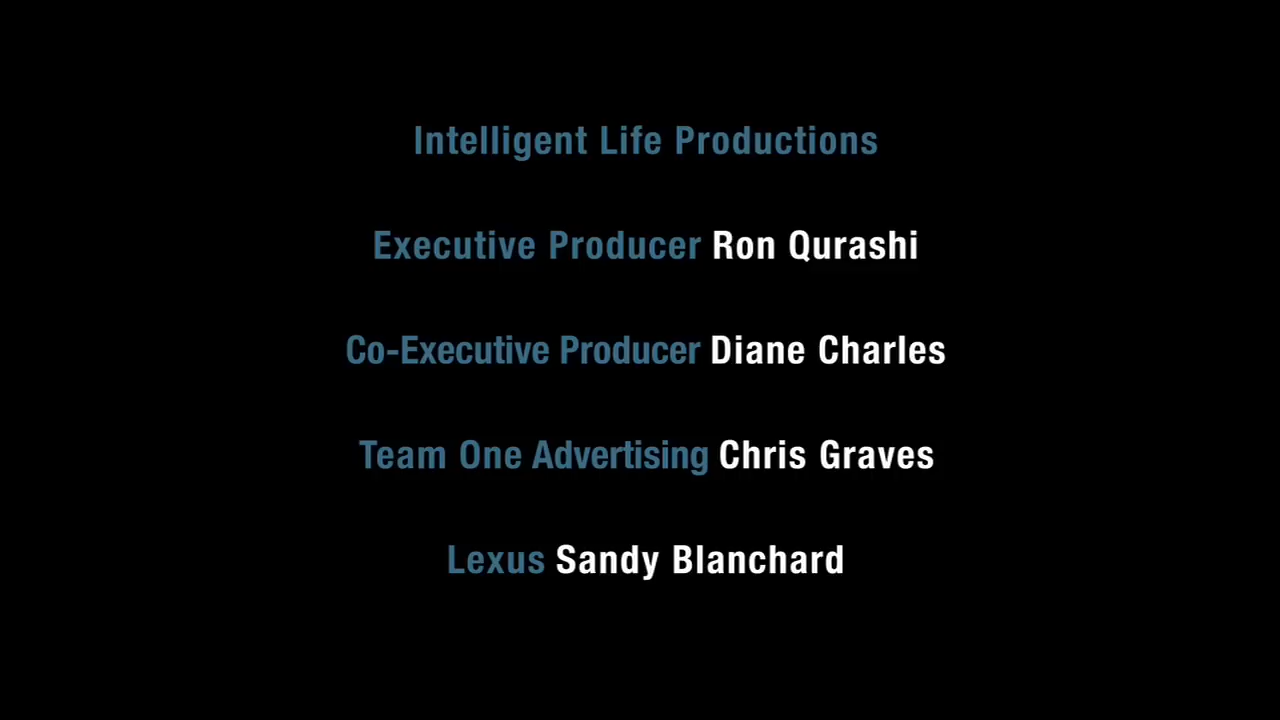 Intelligent Life Productions
Executive Producer Ron Qurashi
Co-Executive Producer Diane Charles
Team One Advertising Chris Graves
Lexus Sandy Blanchard